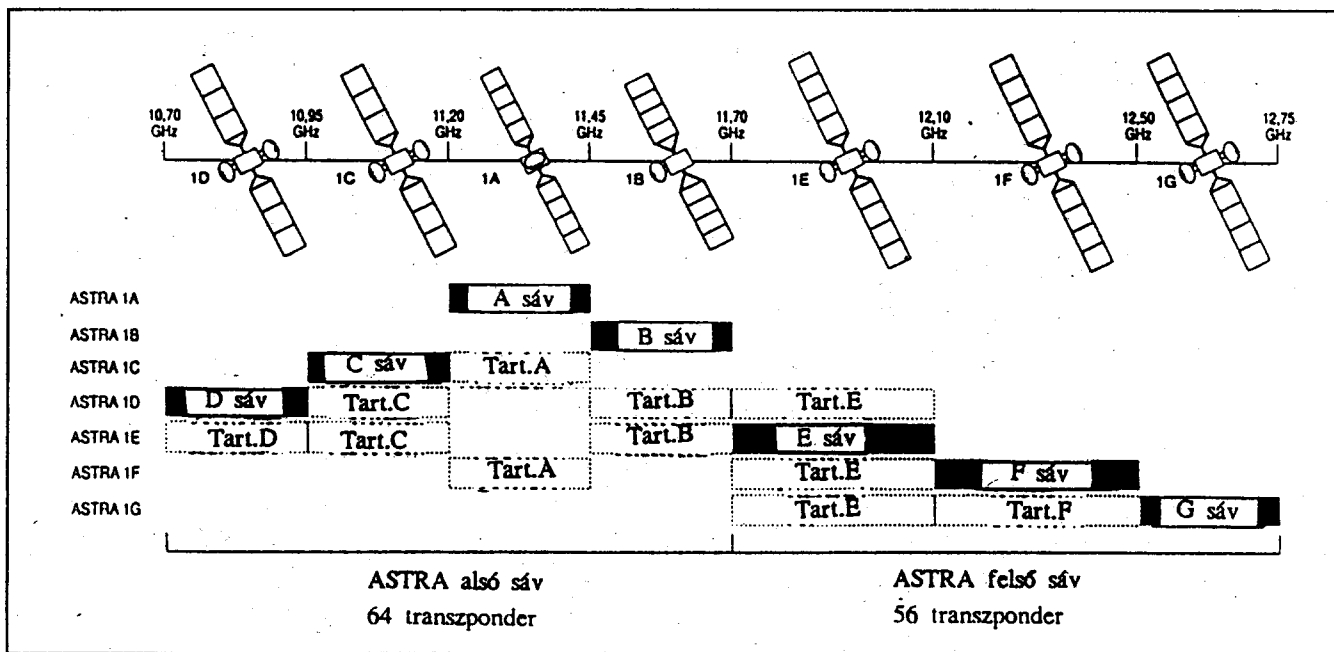 10,70 10,95 11,20 11,45 11,70 12,10 12,50 12,75
GHz GHz GHz GHz GHz GHz GHz GHz
1D 1C 1A 1B 1E 1F 1G
ASTRA 1A A sáv
ASTRA 1B B sáv
ASTRA 1C C sáv Tart.A
ASTRA 1D D sáv Tart.C Tart.B Tart.E
ASTRA 1E Tart.D Tart.C Tart.B E sáv
ASTRA 1F Tart.A Tart.E F sáv
ASTRA 1G Tart.E Tart.F G sáv
ASTRA alsó sáv ASTRA felső sáv
64 transzponder 56 transzponder